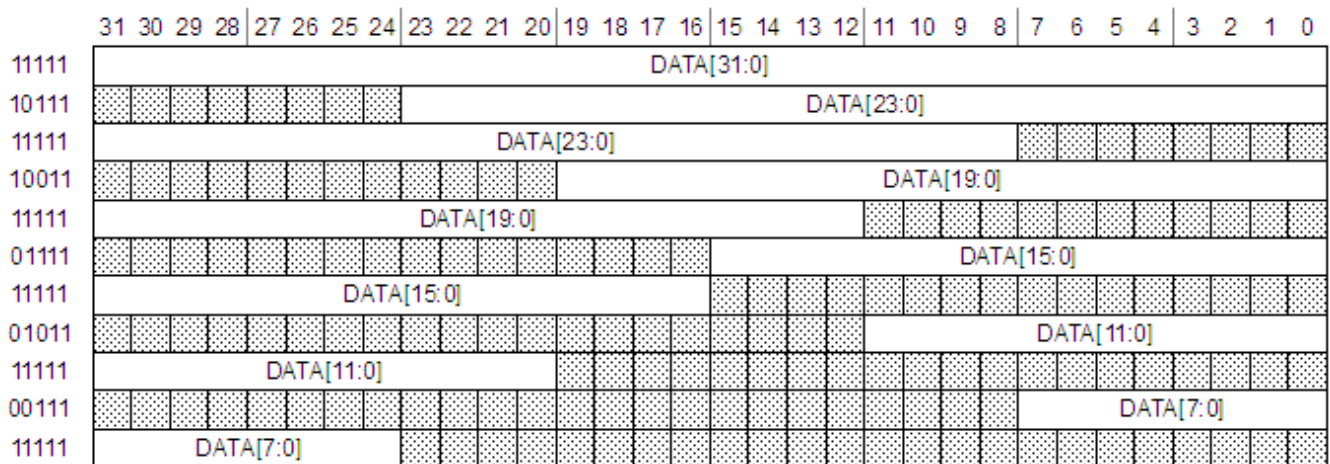 31 30 29 28 27 26 25 24 23 22 21 20 19 18 17 16 15 14 13 12 11 10 9 8 7 6 5 4 3 2 1 0
11111 DATA[31:0]
10111 DATA[23:0]
11111 DATA[23:0]
10011 DATA[19:0]
11111 DATA[19:0]
01111 DATA[15:0]
11111 DATA[15:0]
01011 DATA[11:0]
11111 DATA[11:0]
00111 DATA[7:0]
11111 DATA[7:0]